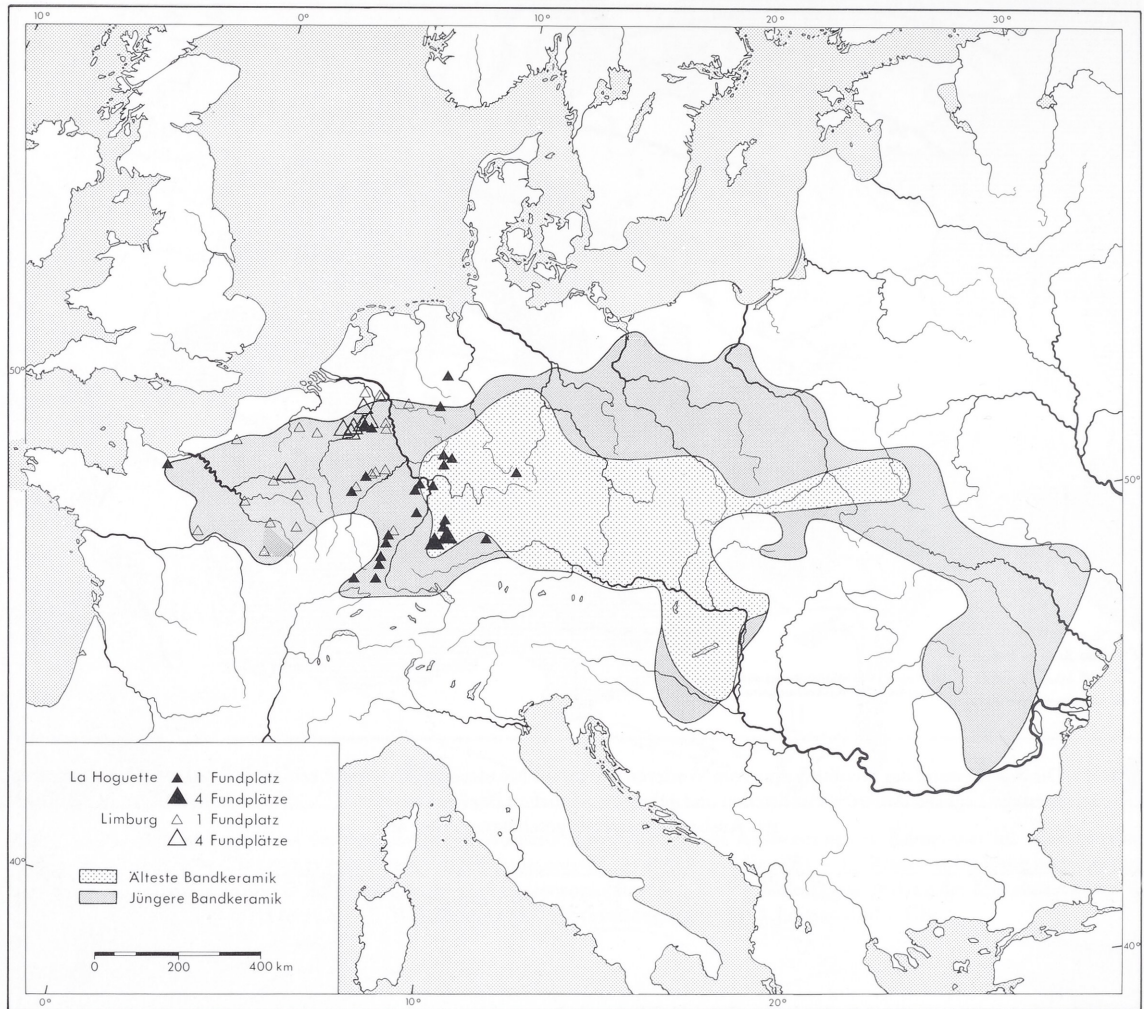 10° 0° 10° 20° 30°
50° 50°
La Hoguette 1 Fundplatz
4 Fundplätze
Limburg 1 Fundplatz
4 Fundplätze
40°
Älteste Bandkeramik
Jüngere Bandkeramik
40°
0 200 400 km
0° 10° 20°